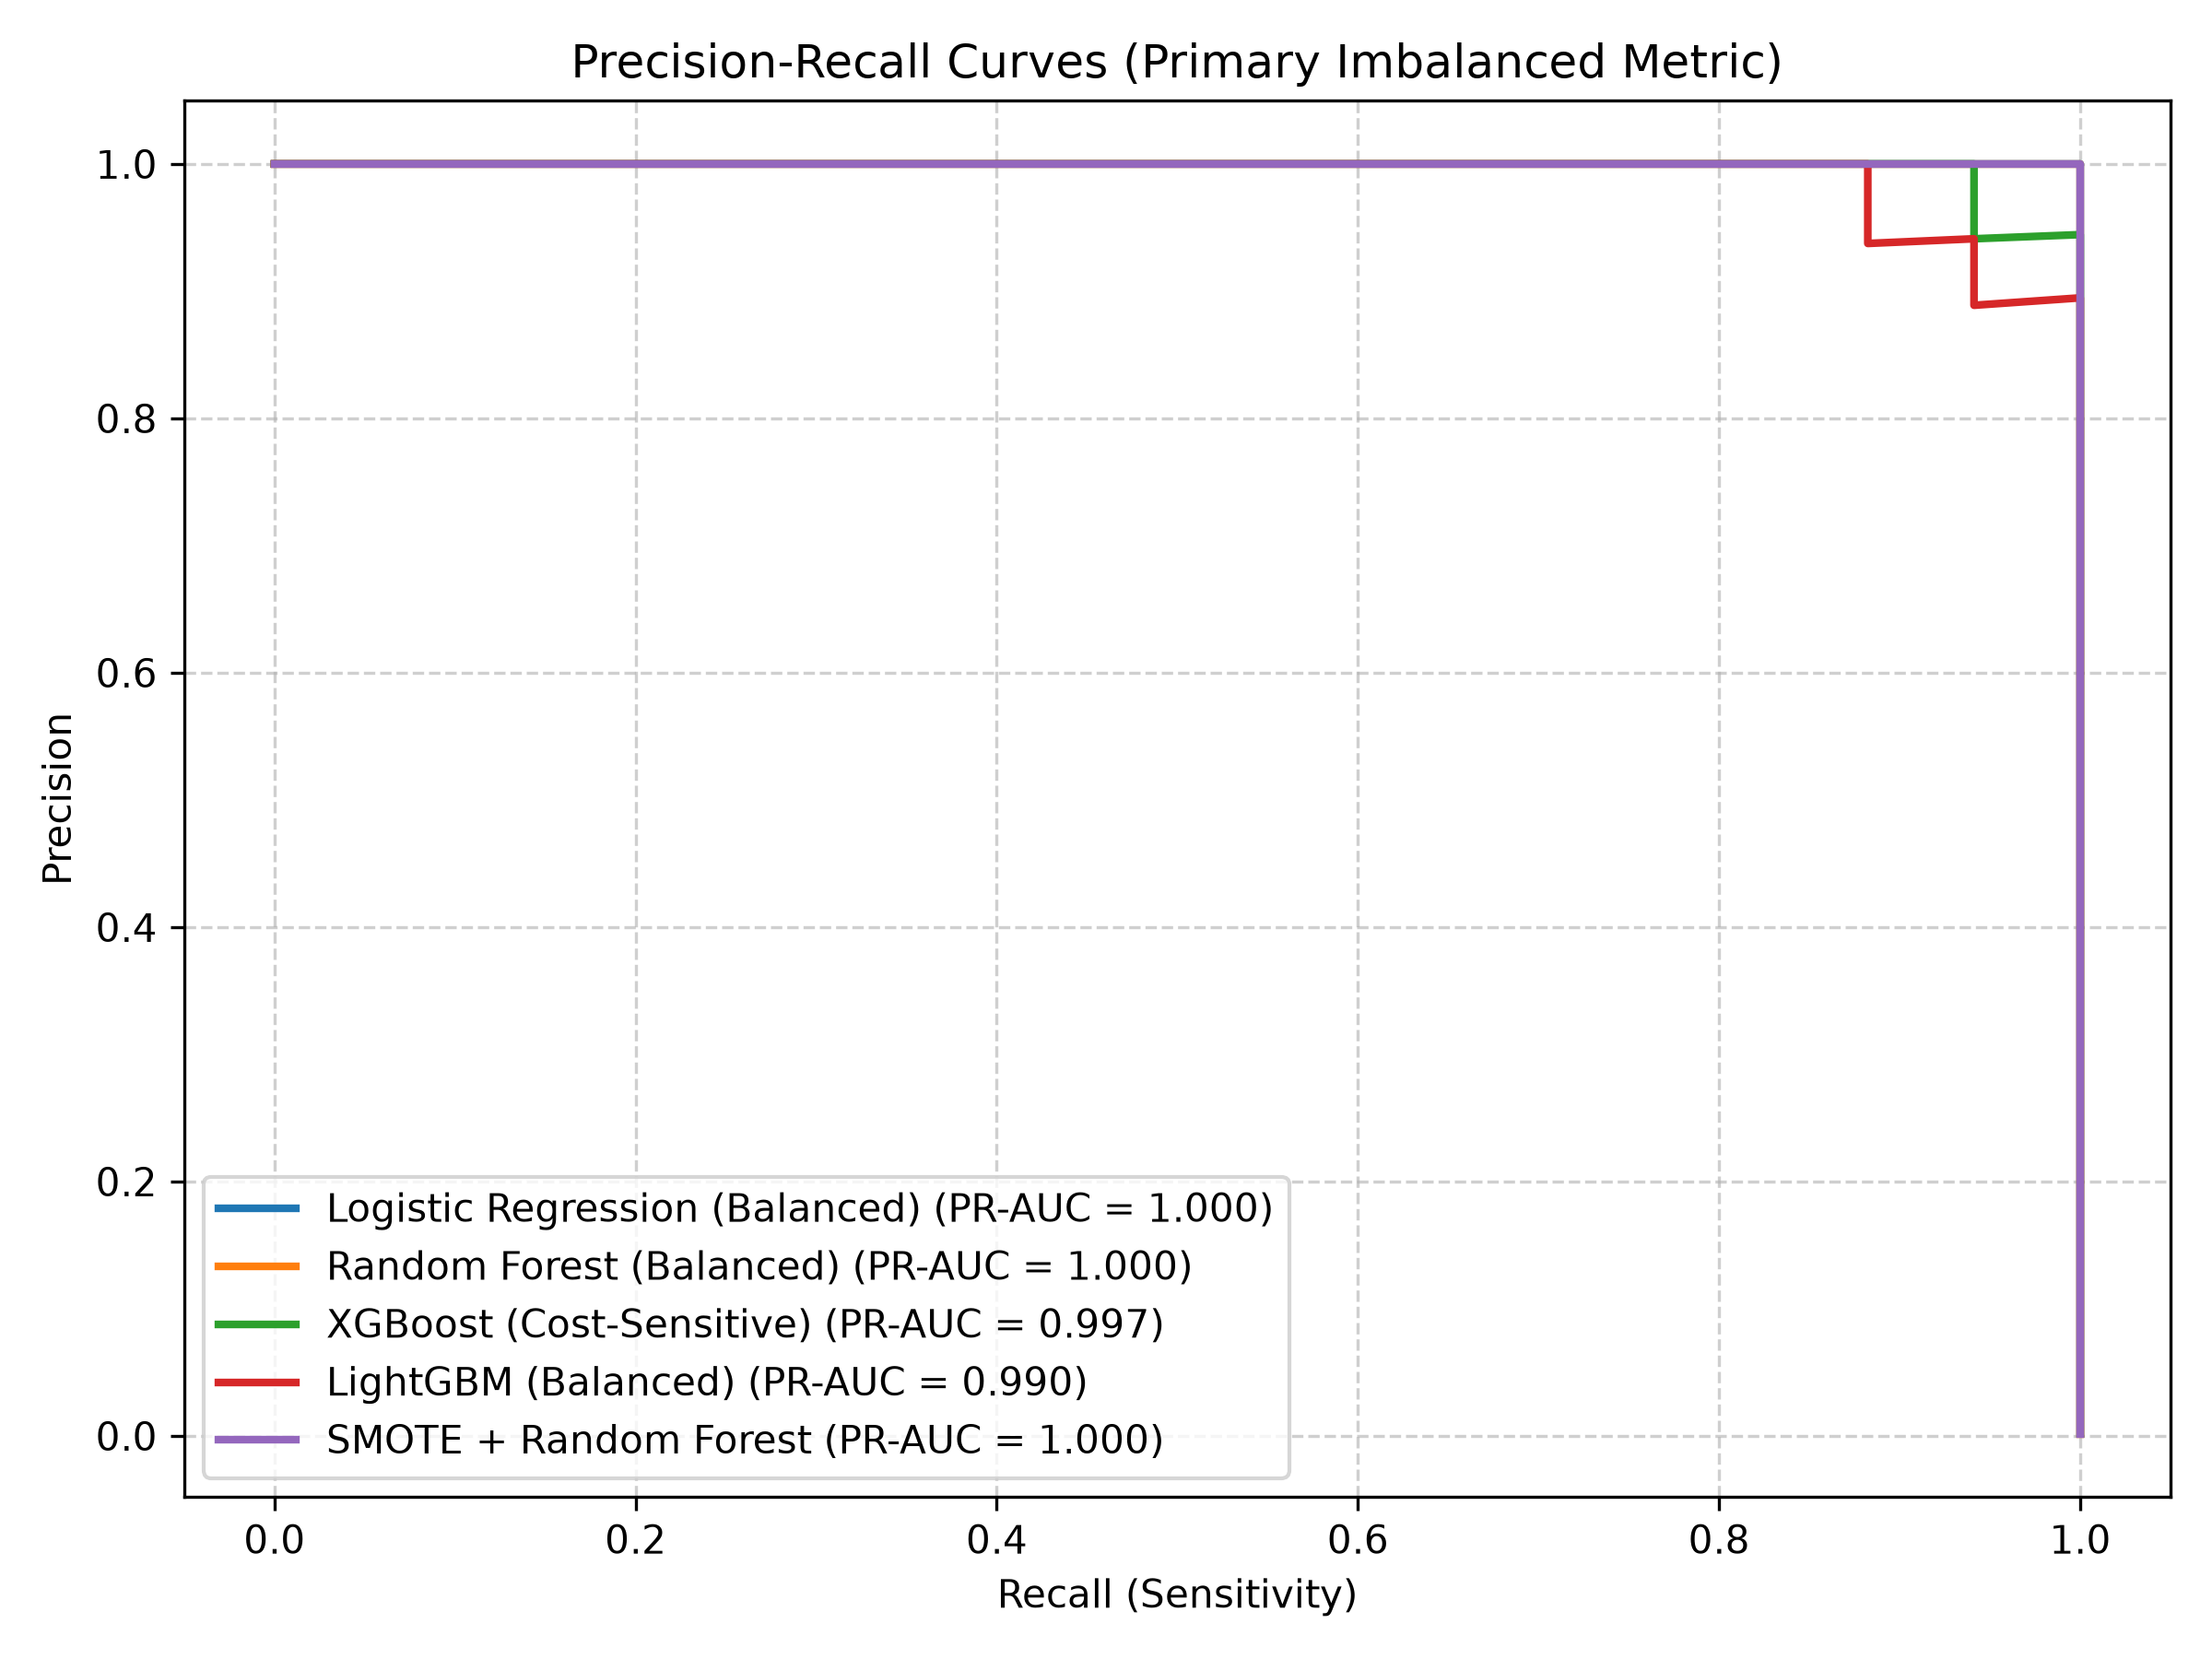 Precision-Recall Curves (Primary Imbalanced Metric)
1.0
0.8
0.6
0.4
0.2
0.0
Precision
Logistic Regression (Balanced) (PR-AUC = 1.000)
Random Forest (Balanced) (PR-AUC = 1.000)
XGBoost (Cost-Sensitive) (PR-AUC = 0.997)
LightGBM (Balanced) (PR-AUC = 0.990)
SMOTE + Random Forest (PR-AUC = 1.000)
0.0 0.2 0.4 0.6 0.8 1.0
Recall (Sensitivity)